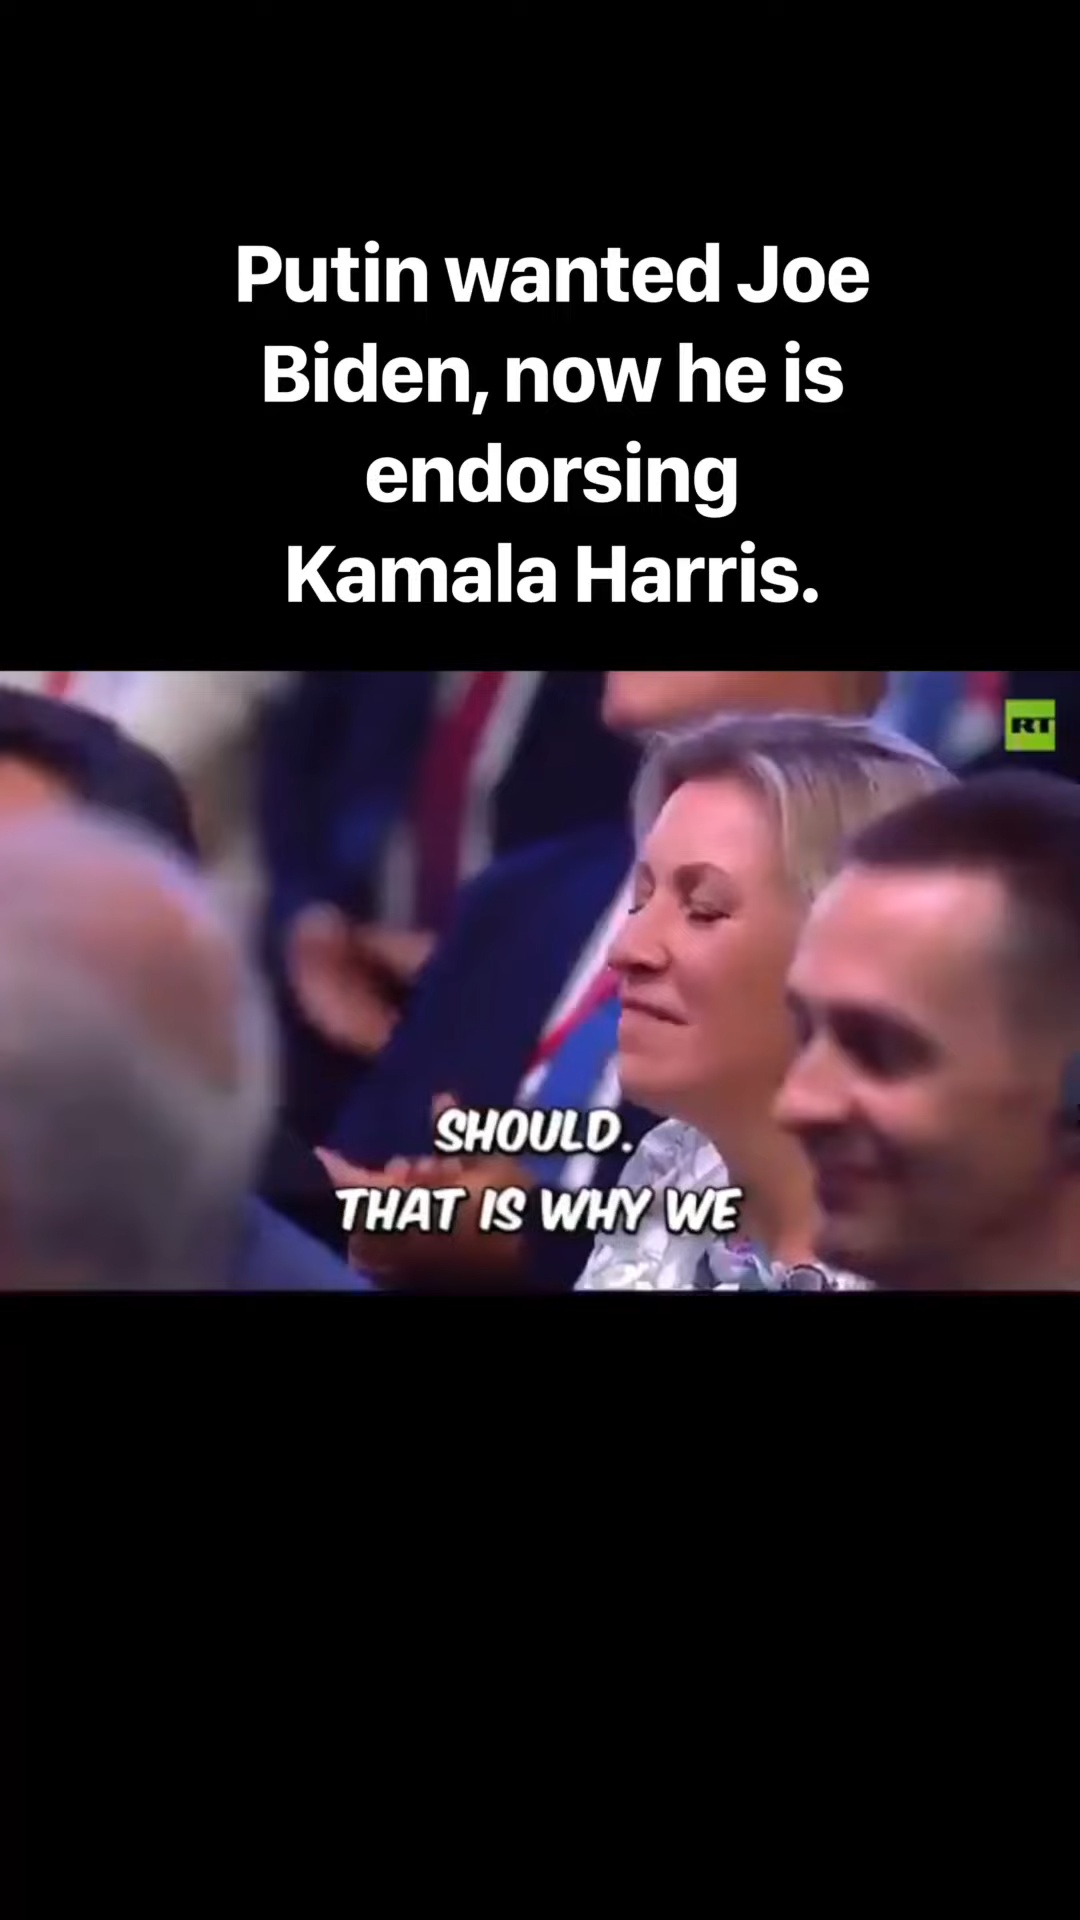 Putin wanted Joe
Biden, now he is
endorsing
Kamala Harris.
RT
SHOULD.
THAT IS WHY WE